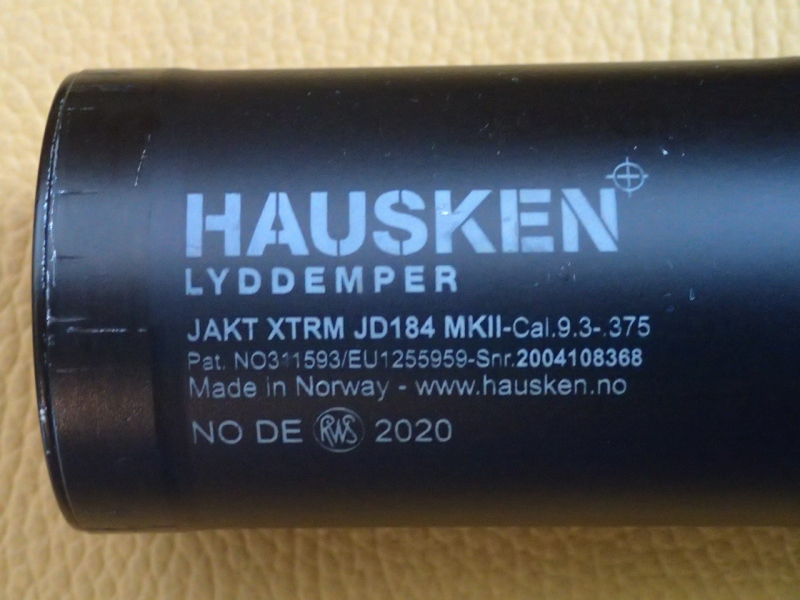 HAUSKEN
LYDDEMPER
JAKT XTRM JD184 MKII-Cal.9.3-.375
Pat. NO311593/EU1255959-Snr.2004108368
Made in Norway - www.hausken.no
NO DE RWS 2020